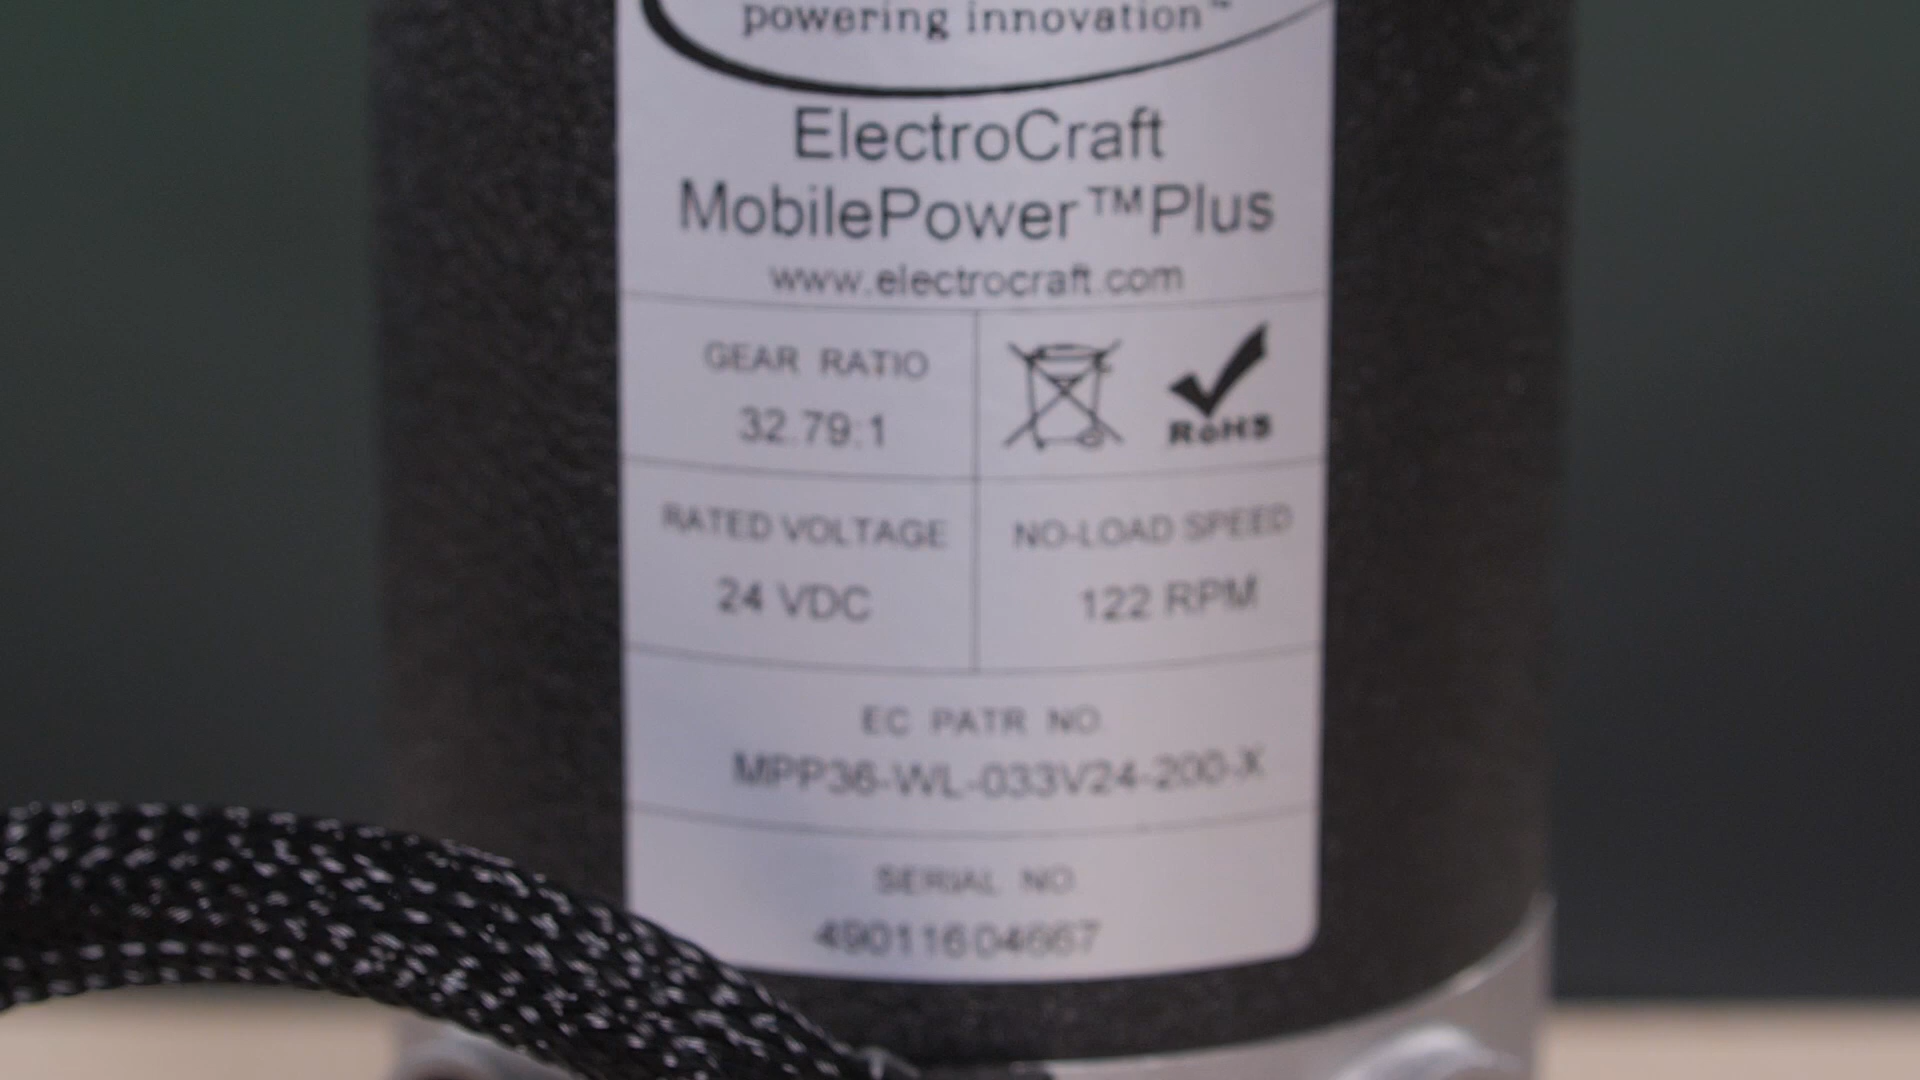 powering innovation™
ElectroCraft
MobilePower™Plus
www.electrocraft.com
GEAR RATIO
32.79:1
RoHS
RATED VOLTAGE
24 VDC
NO-LOAD SPEED
122 RPM
EC PATR NO.
MPP36-WL-033V24-200-X
SERIAL NO.
49011604667